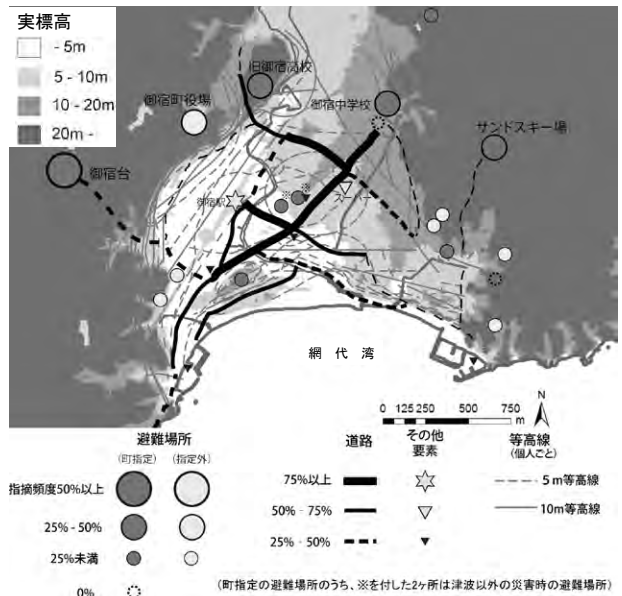 実標高
- 5m
5 - 10m
10 - 20m
20m -
旧御宿高校
御宿町役場
御宿中学校
サンドスキー場
御宿台
御宿駅
※
※
スーパー
網代湾
0 125 250 500 750
m
N
避難場所
(町指定) (指定外)
指摘頻度50%以上
25% - 50%
25%未満
0%
道路
75%以上
50% - 75%
25% - 50%
その他
要素
等高線
(個人ごと)
5m等高線
10m等高線
(町指定の避難場所のうち、※を付した2ヶ所は津波以外の災害時の避難場所)